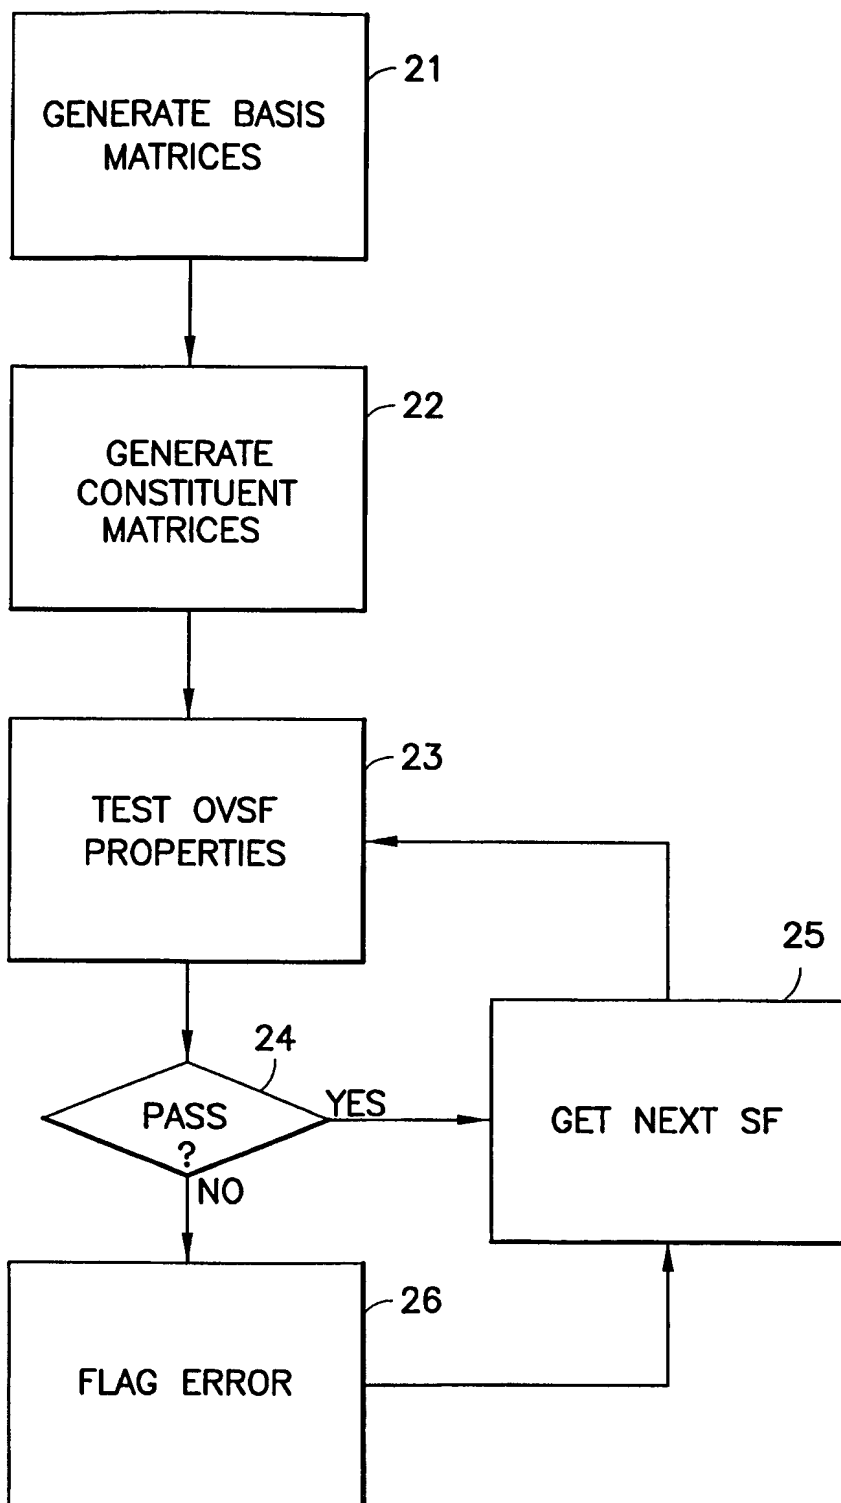 21
GENERATE BASIS
MATRICES
22
GENERATE
CONSTITUENT
MATRICES
23
TEST OVSF
PROPERTIES
25
24
PASS
?
YES
GET NEXT SF
NO
26
FLAG ERROR